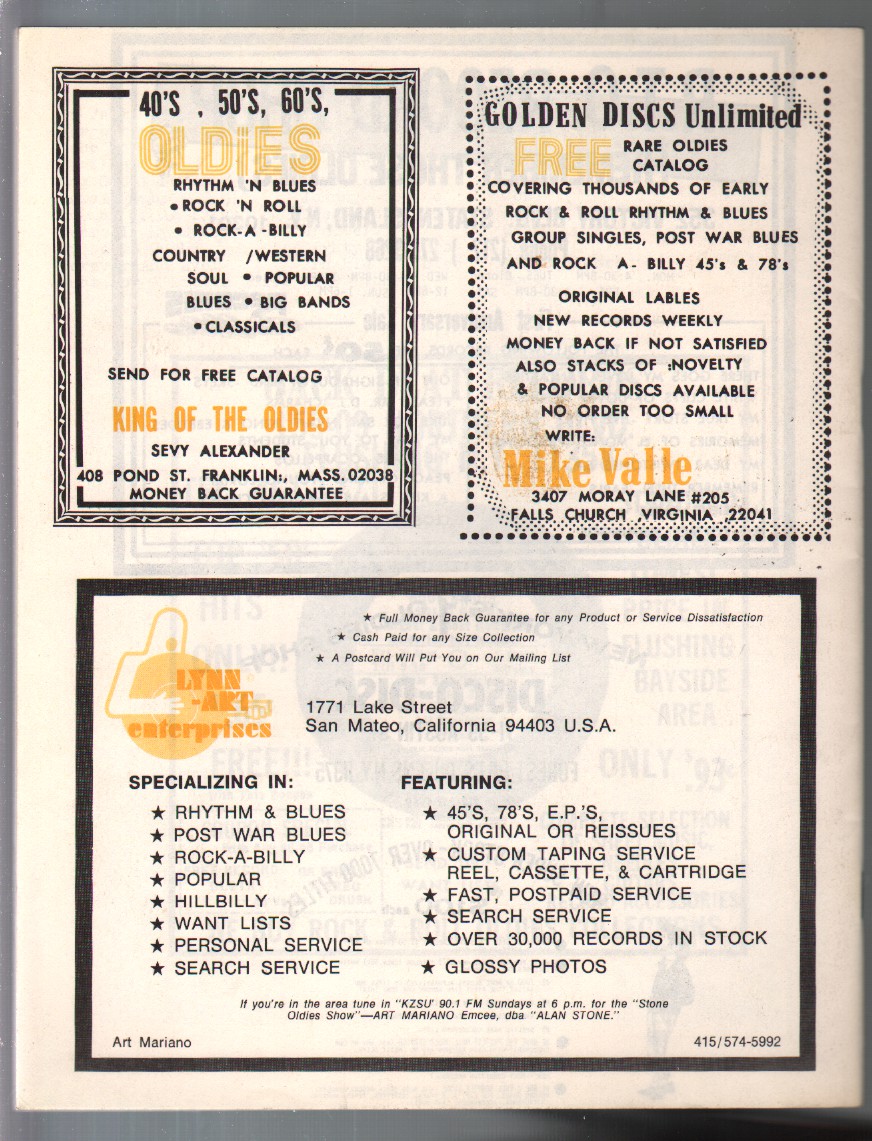 40'S , 50'S, 60'S,
OLDiES
RHYTHM 'N BLUES
• ROCK 'N ROLL
• ROCK-A-BILLY
COUNTRY /WESTERN
SOUL • POPULAR
BLUES • BIG BANDS
• CLASSICALS
SEND FOR FREE CATALOG
KING OF THE OLDIES
SEVY ALEXANDER
408 POND ST. FRANKLIN:, MASS. 02038
MONEY BACK GUARANTEE
GOLDEN DISCS Unlimited
FREE RARE OLDIES
CATALOG
COVERING THOUSANDS OF EARLY
ROCK & ROLL RHYTHM & BLUES
GROUP SINGLES, POST WAR BLUES
AND ROCK A- BILLY 45's & 78's
ORIGINAL LABLES
NEW RECORDS WEEKLY
MONEY BACK IF NOT SATISFIED
ALSO STACKS OF :NOVELTY
& POPULAR DISCS AVAILABLE
NO ORDER TOO SMALL
WRITE:
Mike Valle
3407 MORAY LANE #205
FALLS CHURCH ,VIRGINIA ,22041
★ Full Money Back Guarantee for any Product or Service Dissatisfaction
★ Cash Paid for any Size Collection
★ A Postcard Will Put You on Our Mailing List
LYNN
-ART
enterprises
1771 Lake Street
San Mateo, California 94403 U.S.A.
SPECIALIZING IN:
★ RHYTHM & BLUES
★ POST WAR BLUES
★ ROCK-A-BILLY
★ POPULAR
★ HILLBILLY
★ WANT LISTS
★ PERSONAL SERVICE
★ SEARCH SERVICE
FEATURING:
★ 45'S, 78'S, E.P.'S,
ORIGINAL OR REISSUES
★ CUSTOM TAPING SERVICE
REEL, CASSETTE, & CARTRIDGE
★ FAST, POSTPAID SERVICE
★ SEARCH SERVICE
★ OVER 30,000 RECORDS IN STOCK
★ GLOSSY PHOTOS
If you're in the area tune in "KZSU' 90.1 FM Sundays at 6 p.m. for the "Stone
Oldies Show"—ART MARIANO Emcee, dba "ALAN STONE."
Art Mariano
415/574-5992